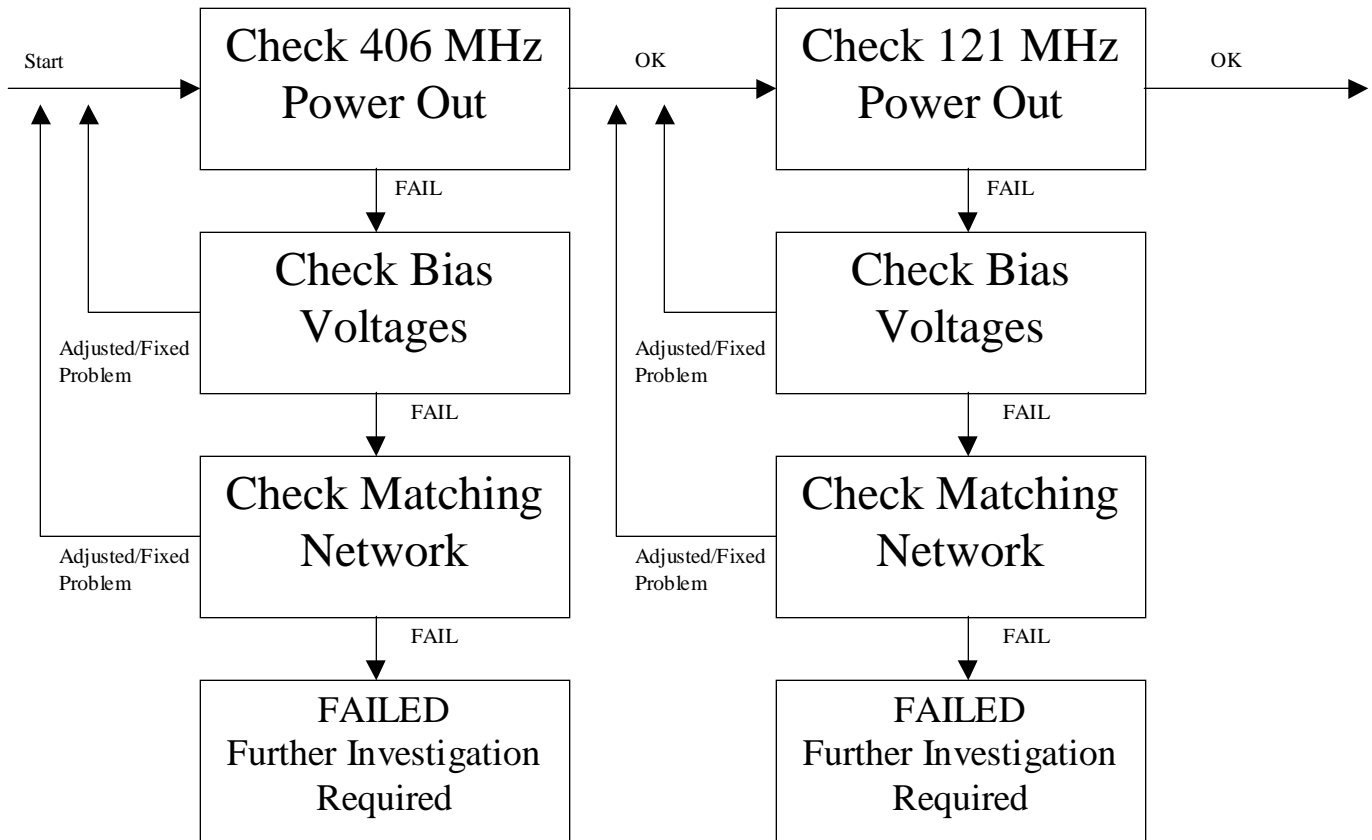 Start
Check 406 MHz
Power Out
OK
Check 121 MHz
Power Out
OK
FAIL
FAIL
Check Bias
Voltages
Check Bias
Voltages
Adjusted/Fixed
Problem
Adjusted/Fixed
Problem
FAIL
FAIL
Check Matching
Network
Check Matching
Network
Adjusted/Fixed
Problem
Adjusted/Fixed
Problem
FAIL
FAIL
FAILED
Further Investigation
Required
FAILED
Further Investigation
Required